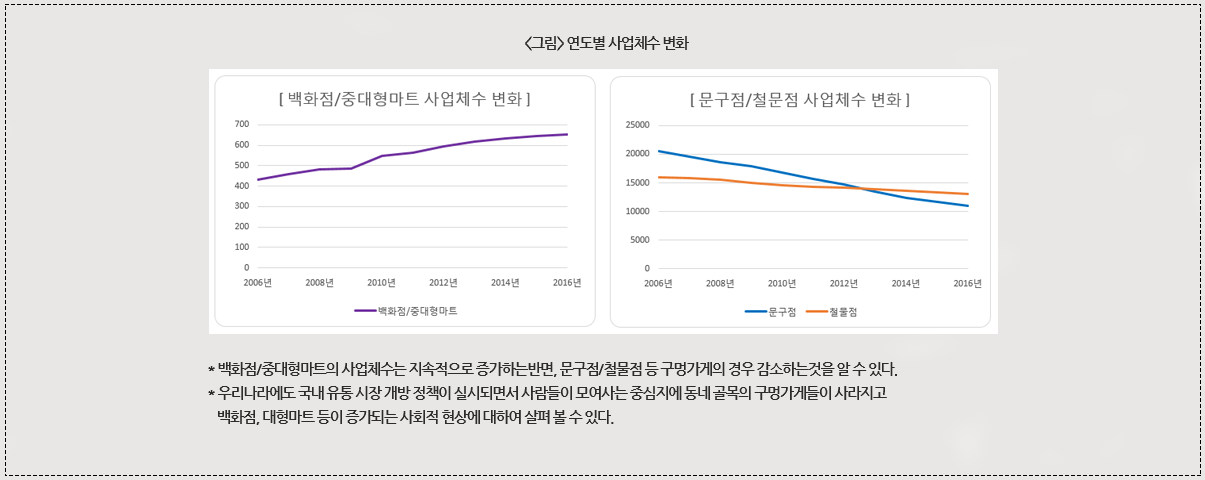 <그림> 연도별 사업체수 변화
[ 백화점/중대형마트 사업체수 변화 ]
700
600
500
400
300
200
100
0
2006년 2008년 2010년 2012년 2014년 2016년
백화점/중대형마트
[ 문구점/철문점 사업체수 변화 ]
25000
20000
15000
10000
5000
0
2006년 2008년 2010년 2012년 2014년 2016년
문구점 철물점
* 백화점/중대형마트의 사업체수는 지속적으로 증가하는반면, 문구점/철물점 등 구멍가게의 경우 감소하는것을 알 수 있다.
* 우리나라에도 국내 유통 시장 개방 정책이 실시되면서 사람들이 모여사는 중심지에 동네 골목의 구멍가게들이 사라지고
백화점, 대형마트 등이 증가되는 사회적 현상에 대하여 살펴 볼 수 있다.